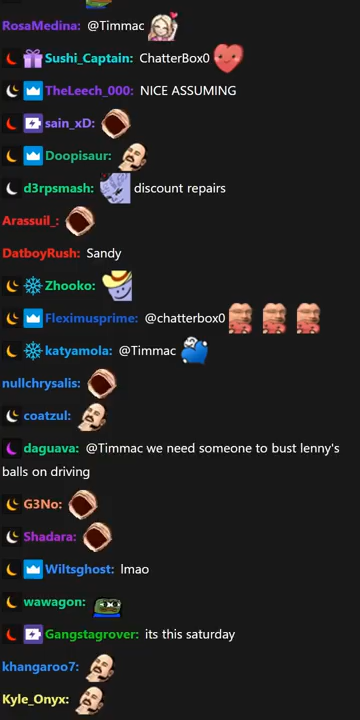 RosaMedina: @Timmac
Sushi_Captain: ChatterBox0
TheLeech_000: NICE ASSUMING
sain_xD:
Doopisaur:
d3rpsmash: discount repairs
Arassuil_:
DatboyRush: Sandy
Zhooko:
Fleximusprime: @chatterbox0
katyamola: @Timmac
nullchrysalis:
coatzul:
daguava: @Timmac we need someone to bust lenny's
balls on driving
G3No:
Shadara:
Wiltsghost: lmao
wawagon:
Gangstagrover: its this saturday
khangaroo7:
Kyle_Onyx: